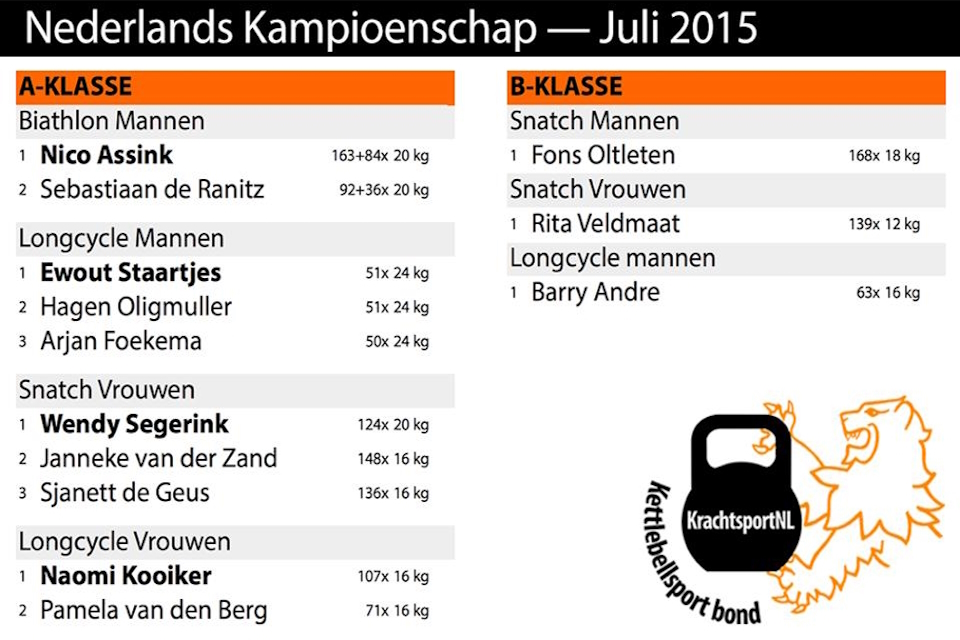 Nederlands Kampioenschap — Juli 2015
A-KLASSE
Biathlon Mannen
1 Nico Assink 163+84x 20 kg
2 Sebastiaan de Ranitz 92+36x 20 kg
Longcycle Mannen
1 Ewout Staartjes 51x 24 kg
2 Hagen Oligmuller 51x 24 kg
3 Arjan Foekema 50x 24 kg
Snatch Vrouwen
1 Wendy Segerink 124x 20 kg
2 Janneke van der Zand 148x 16 kg
3 Sjanett de Geus 136x 16 kg
Longcycle Vrouwen
1 Naomi Kooiker 107x 16 kg
2 Pamela van den Berg 71x 16 kg
B-KLASSE
Snatch Mannen
1 Fons Oltleten 168x 18 kg
Snatch Vrouwen
1 Rita Veldmaat 139x 12 kg
Longcycle mannen
1 Barry Andre 63x 16 kg
KrachtsportNL
Kettlebellsport bond